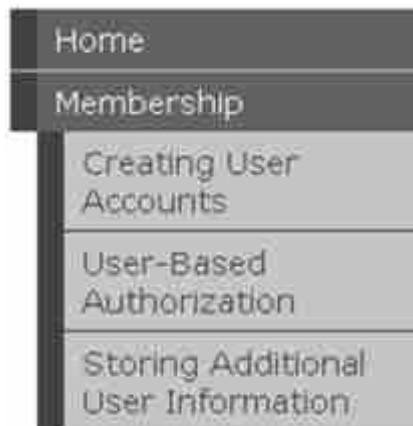 Home
Membership
Creating User
Accounts
User-Based
Authorization
Storing Additional
User Information